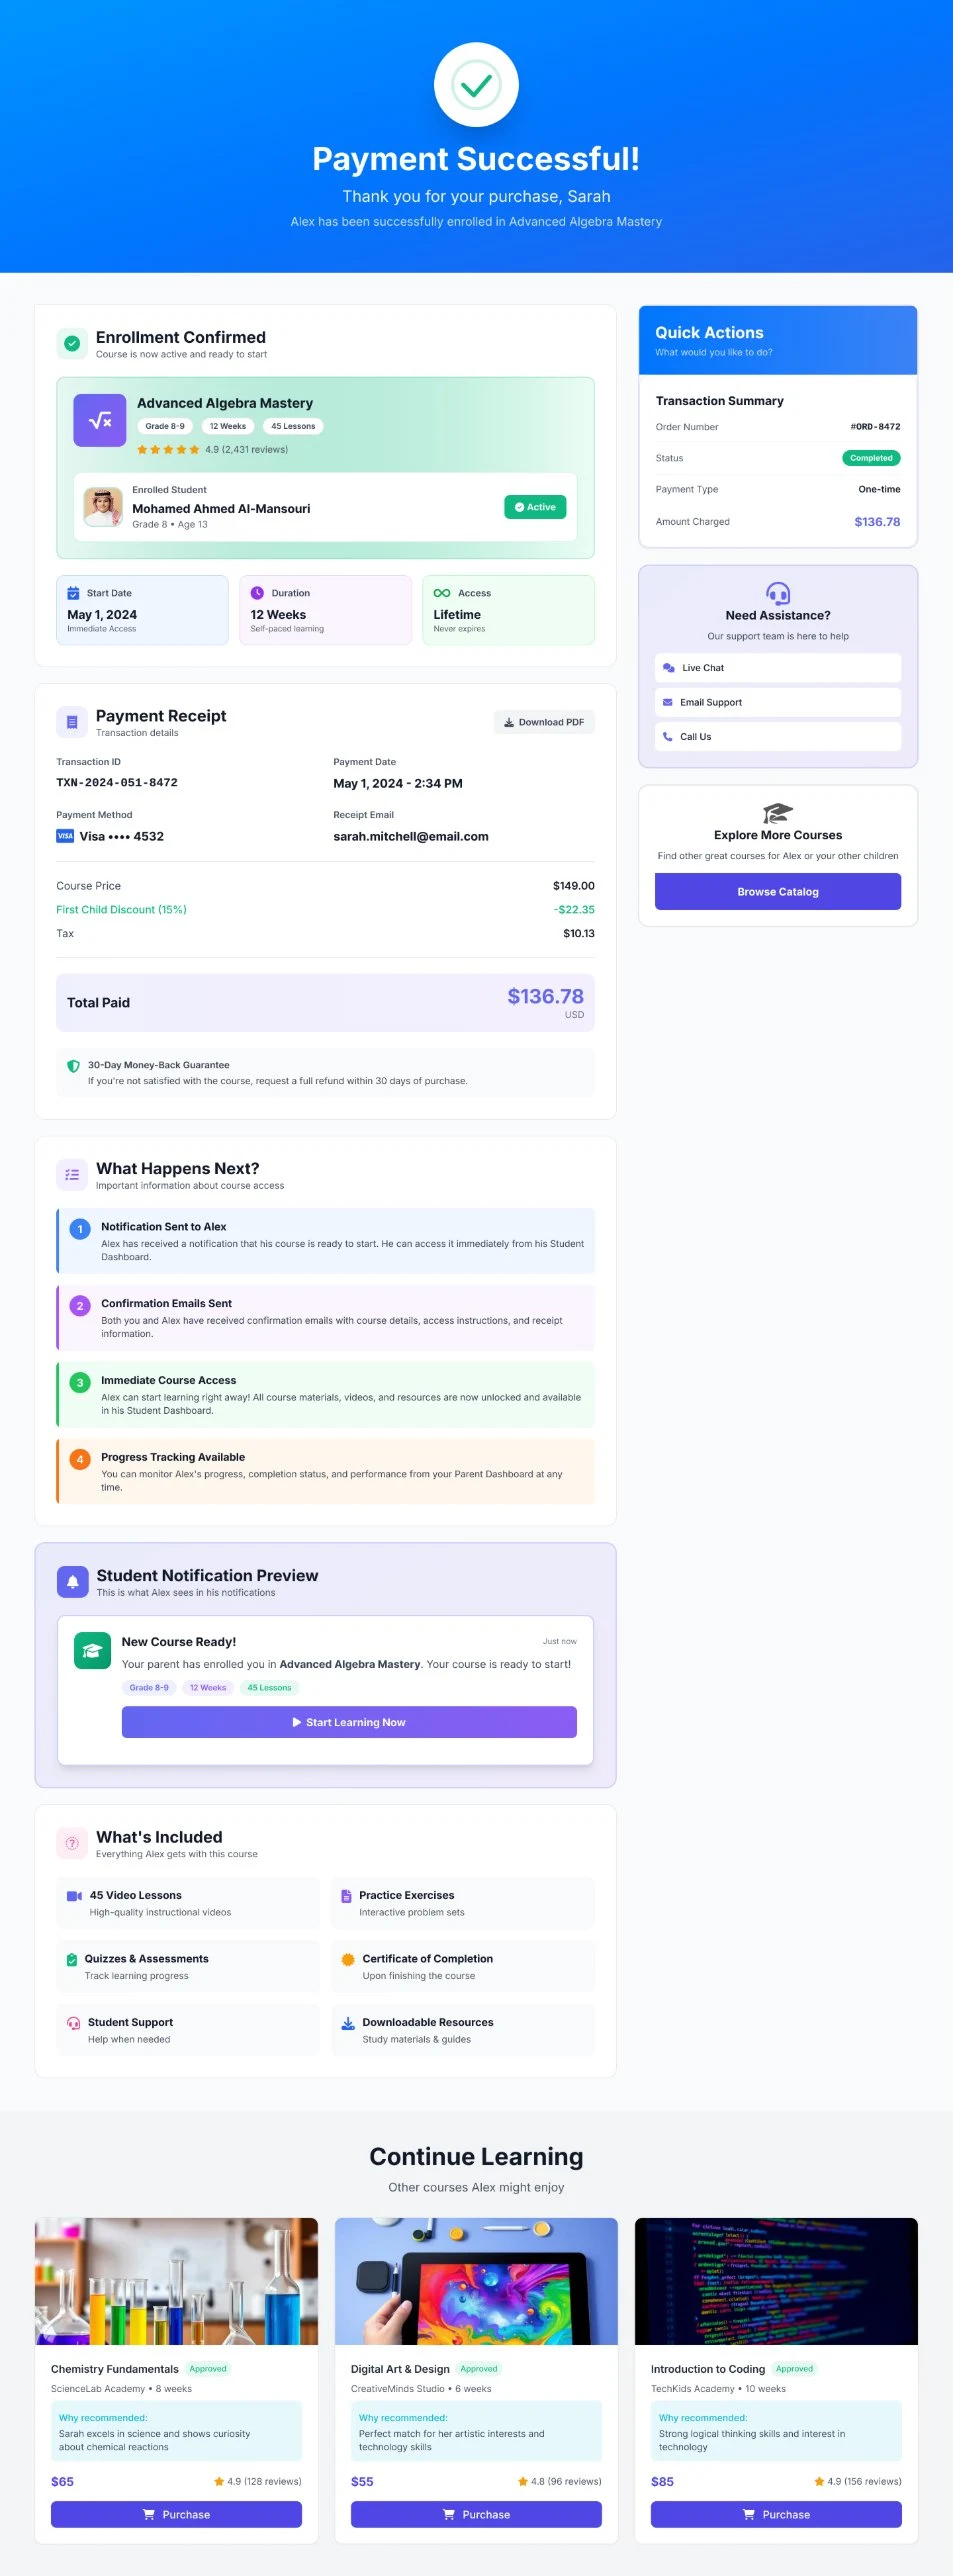 Payment Successful!
Thank you for your purchase, Sarah
Alex has been successfully enrolled in Advanced Algebra Mastery
Enrollment Confirmed
Course is now active and ready to start
Advanced Algebra Mastery
Grade 8-9
12 Weeks
45 Lessons
4.9 (2,431 reviews)
Enrolled Student
Mohamed Ahmed Al-Mansouri
Grade 8 • Age 13
Active
Start Date
May 1, 2024
Immediate Access
Duration
12 Weeks
Self-paced learning
Access
Lifetime
Never expires
Payment Receipt
Transaction details
Download PDF
Transaction ID
TXN-2024-051-8472
Payment Date
May 1, 2024 - 2:34 PM
Payment Method
VISA Visa •••• 4532
Receipt Email
sarah.mitchell@email.com
Course Price $149.00
First Child Discount (15%) -$22.35
Tax $10.13
Total Paid $136.78
USD
30-Day Money-Back Guarantee
If you're not satisfied with the course, request a full refund within 30 days of purchase.
What Happens Next?
Important information about course access
1 Notification Sent to Alex
Alex has received a notification that his course is ready to start. He can access it immediately from his Student
Dashboard.
2 Confirmation Emails Sent
Both you and Alex have received confirmation emails with course details, access instructions, and receipt
information.
3 Immediate Course Access
Alex can start learning right away! All course materials, videos, and resources are now unlocked and available
in his Student Dashboard.
4 Progress Tracking Available
You can monitor Alex's progress, completion status, and performance from your Parent Dashboard at any
time.
Student Notification Preview
This is what Alex sees in his notifications
New Course Ready!
Just now
Your parent has enrolled you in Advanced Algebra Mastery. Your course is ready to start!
Grade 8-9
12 Weeks
45 Lessons
Start Learning Now
What's Included
Everything Alex gets with this course
45 Video Lessons
High-quality instructional videos
Practice Exercises
Interactive problem sets
Quizzes & Assessments
Track learning progress
Certificate of Completion
Upon finishing the course
Student Support
Help when needed
Downloadable Resources
Study materials & guides
Quick Actions
What would you like to do?
Transaction Summary
Order Number #ORD-8472
Status Completed
Payment Type One-time
Amount Charged $136.78
Need Assistance?
Our support team is here to help
Live Chat
Email Support
Call Us
Explore More Courses
Find other great courses for Alex or your other children
Browse Catalog
Continue Learning
Other courses Alex might enjoy
Chemistry Fundamentals Approved
ScienceLab Academy • 8 weeks
Why recommended:
Sarah excels in science and shows curiosity
about chemical reactions
$65 4.9 (128 reviews)
Purchase
Digital Art & Design Approved
CreativeMinds Studio • 6 weeks
Why recommended:
Perfect match for her artistic interests and
technology skills
$55 4.8 (96 reviews)
Purchase
Introduction to Coding Approved
TechKids Academy • 10 weeks
Why recommended:
Strong logical thinking skills and interest in
technology
$85 4.9 (156 reviews)
Purchase